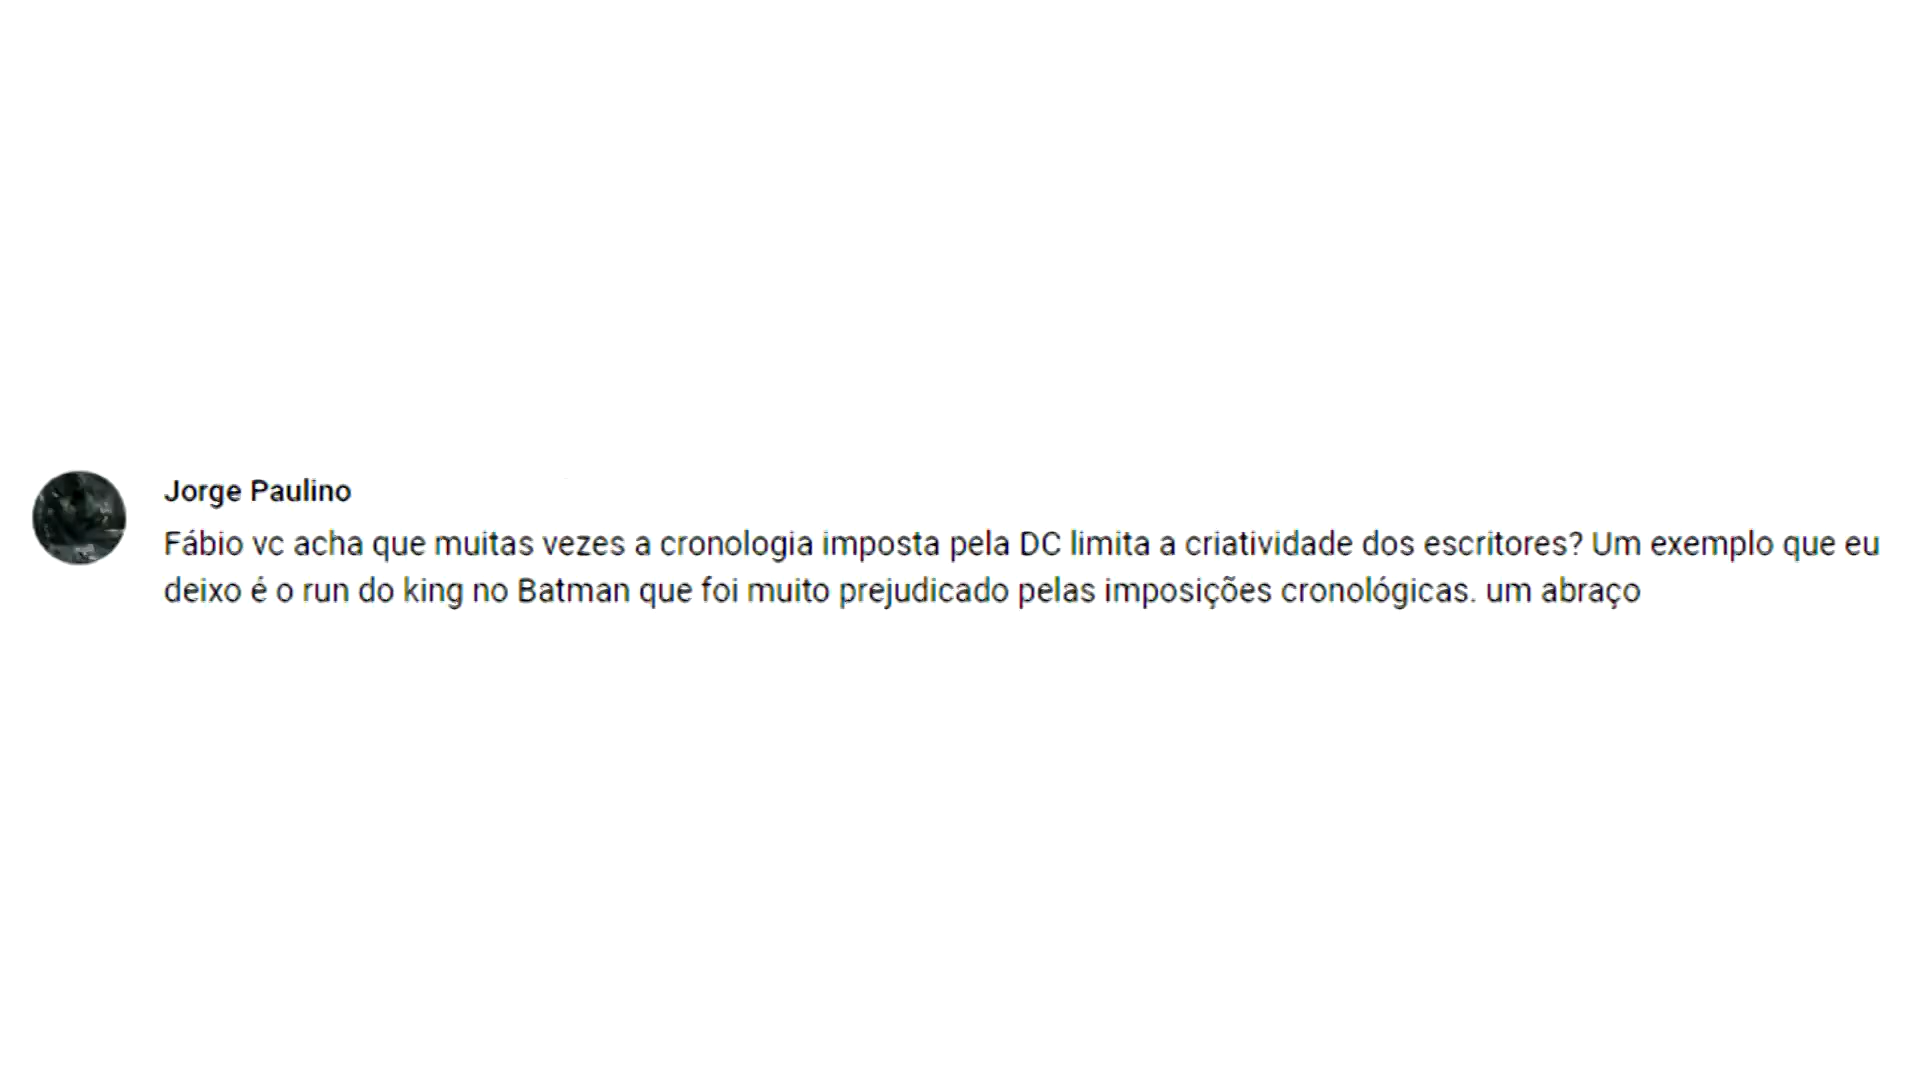 Jorge Paulino
Fábio vc acha que muitas vezes a cronologia imposta pela DC limita a criatividade dos escritores? Um exemplo que eu
deixo é o run do king no Batman que foi muito prejudicado pelas imposições cronológicas. um abraço